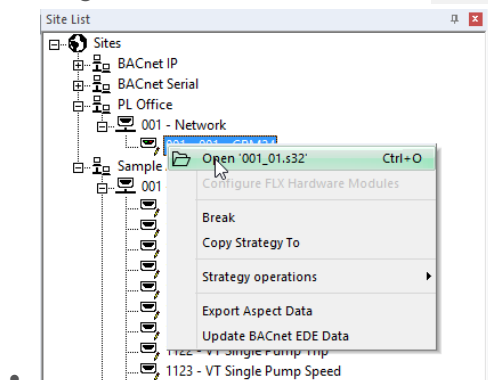 Site List
Sites
BACnet IP
BACnet Serial
PL Office
001 - Network
Open '001_01.s32' Ctrl+O
Sample
Configure FLX Hardware Modules
001
Break
Copy Strategy To
Strategy operations
Export Aspect Data
Update BACnet EDE Data
1122 - VT Single Pump Trip
1123 - VT Single Pump Speed